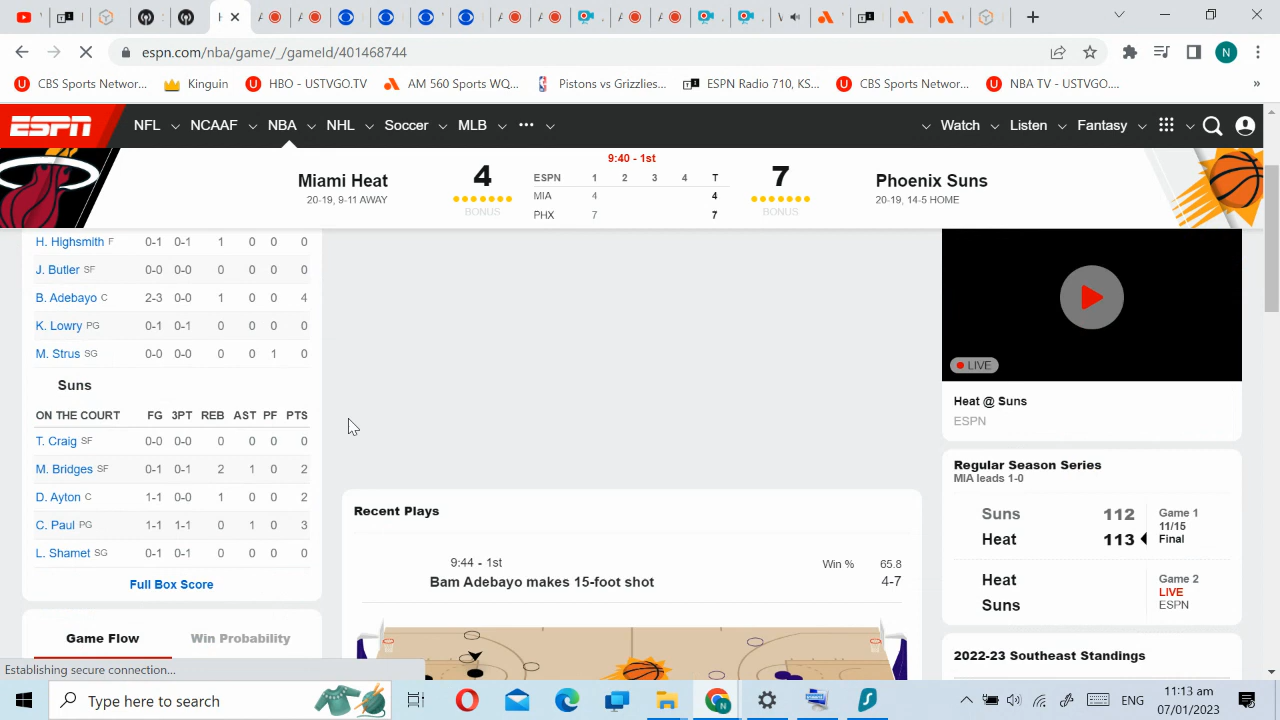 espn.com/nba/game/_/gameId/401468744
N
CBS Sports Networ... Kinguin HBO - USTVGO.TV AM 560 Sports WQ... Pistons vs Grizzlies... ESPN Radio 710, KS... CBS Sports Networ... NBA TV - USTVGO.... »
ESPN NFL NCAAF NBA NHL Soccer MLB ••• Watch Listen Fantasy
9:40 - 1st
Miami Heat 4 ESPN 1 2 3 4 T 7 Phoenix Suns
20-19, 9-11 AWAY BONUS MIA 4 4 BONUS 20-19, 14-5 HOME
PHX 7 7
H. Highsmith F 0-1 0-1 1 0 0 0
J. Butler SF 0-0 0-0 0 0 0 0
B. Adebayo C 2-3 0-0 1 0 0 4
K. Lowry PG 0-1 0-1 0 0 0 0
M. Strus SG 0-0 0-0 0 0 1 0
Suns
ON THE COURT FG 3PT REB AST PF PTS
T. Craig SF 0-0 0-0 0 0 0 0
M. Bridges SF 0-1 0-1 2 1 0 2
D. Ayton C 1-1 0-0 1 0 0 2
C. Paul PG 1-1 1-1 0 1 0 3
L. Shamet SG 0-1 0-1 0 0 0 0
Full Box Score
Game Flow Win Probability
Recent Plays
9:44 - 1st Win % 65.8
Bam Adebayo makes 15-foot shot 4-7
LIVE
Heat @ Suns
ESPN
Regular Season Series
MIA leads 1-0
Suns 112 Game 1
11/15
Heat 113 Final
Heat Game 2
LIVE
Suns ESPN
2022-23 Southeast Standings
Establishing secure connection...
Type here to search
ENG 11:13 am
07/01/2023